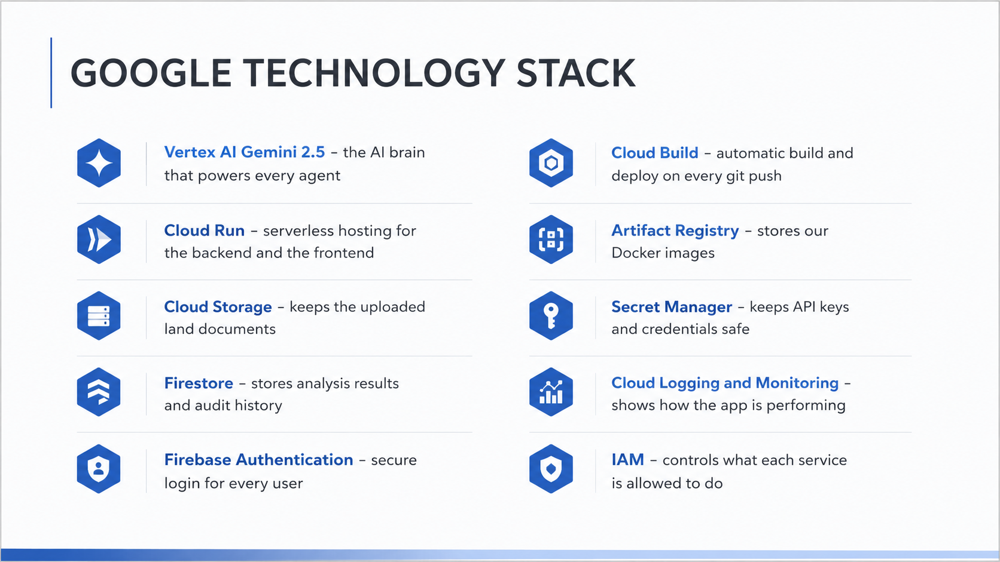 GOOGLE TECHNOLOGY STACK
Vertex AI Gemini 2.5 – the AI brain
that powers every agent
Cloud Run – serverless hosting for
the backend and the frontend
Cloud Storage – keeps the uploaded
land documents
Firestore – stores analysis results
and audit history
Firebase Authentication – secure
login for every user
Cloud Build – automatic build and
deploy on every git push
Artifact Registry – stores our
Docker images
Secret Manager – keeps API keys
and credentials safe
Cloud Logging and Monitoring –
shows how the app is performing
IAM – controls what each service
is allowed to do